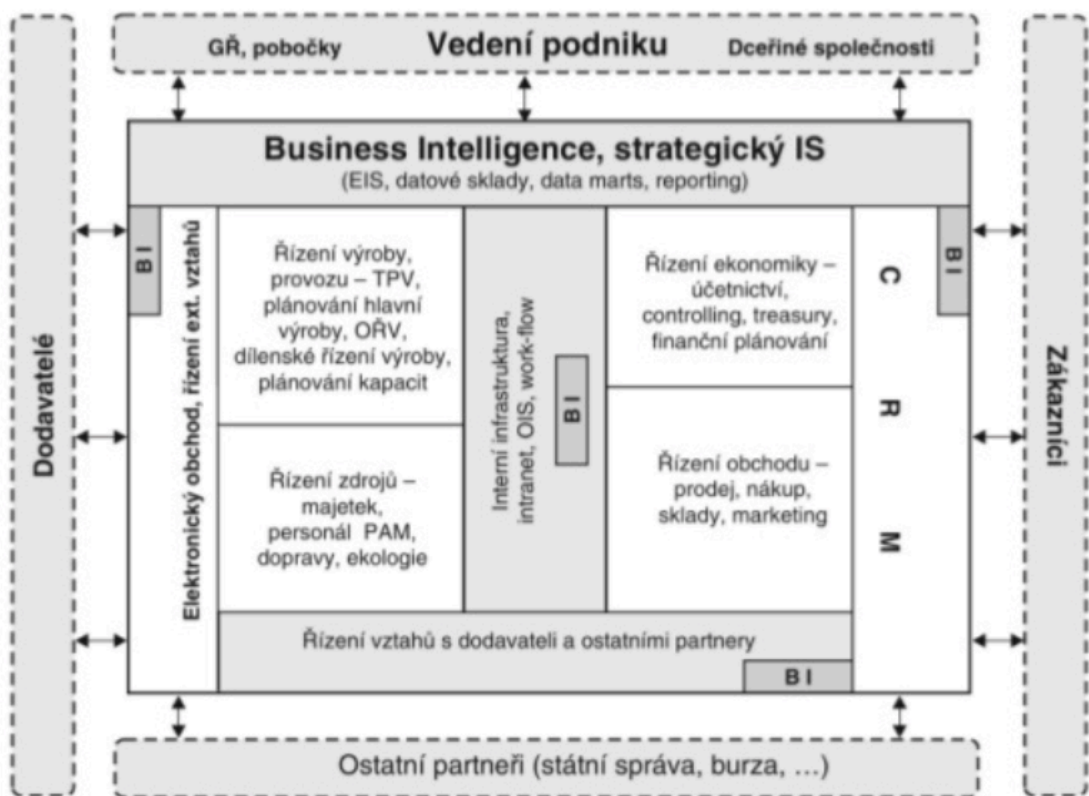 GŘ, pobočky
Vedení podniku
Dceřiné společnosti
Business Intelligence, strategický IS
(EIS, datové sklady, data marts, reporting)
Dodavatelé
B I
Elektronický obchod, řízení ext. vztahů
Řízení výroby,
provozu – TPV,
plánování hlavní
výroby, OŘV,
dílenské řízení výroby,
plánování kapacit
Řízení zdrojů –
majetek,
personál PAM,
dopravy, ekologie
Interní infrastruktura,
intranet, OIS, work-flow
B I
Řízení ekonomiky –
účetnictví,
controlling, treasury,
finanční plánování
Řízení obchodu –
prodej, nákup,
sklady, marketing
C R M
B I
Zákazníci
Řízení vztahů s dodavateli a ostatními partnery
B I
Ostatní partneři (státní správa, burza, ...)